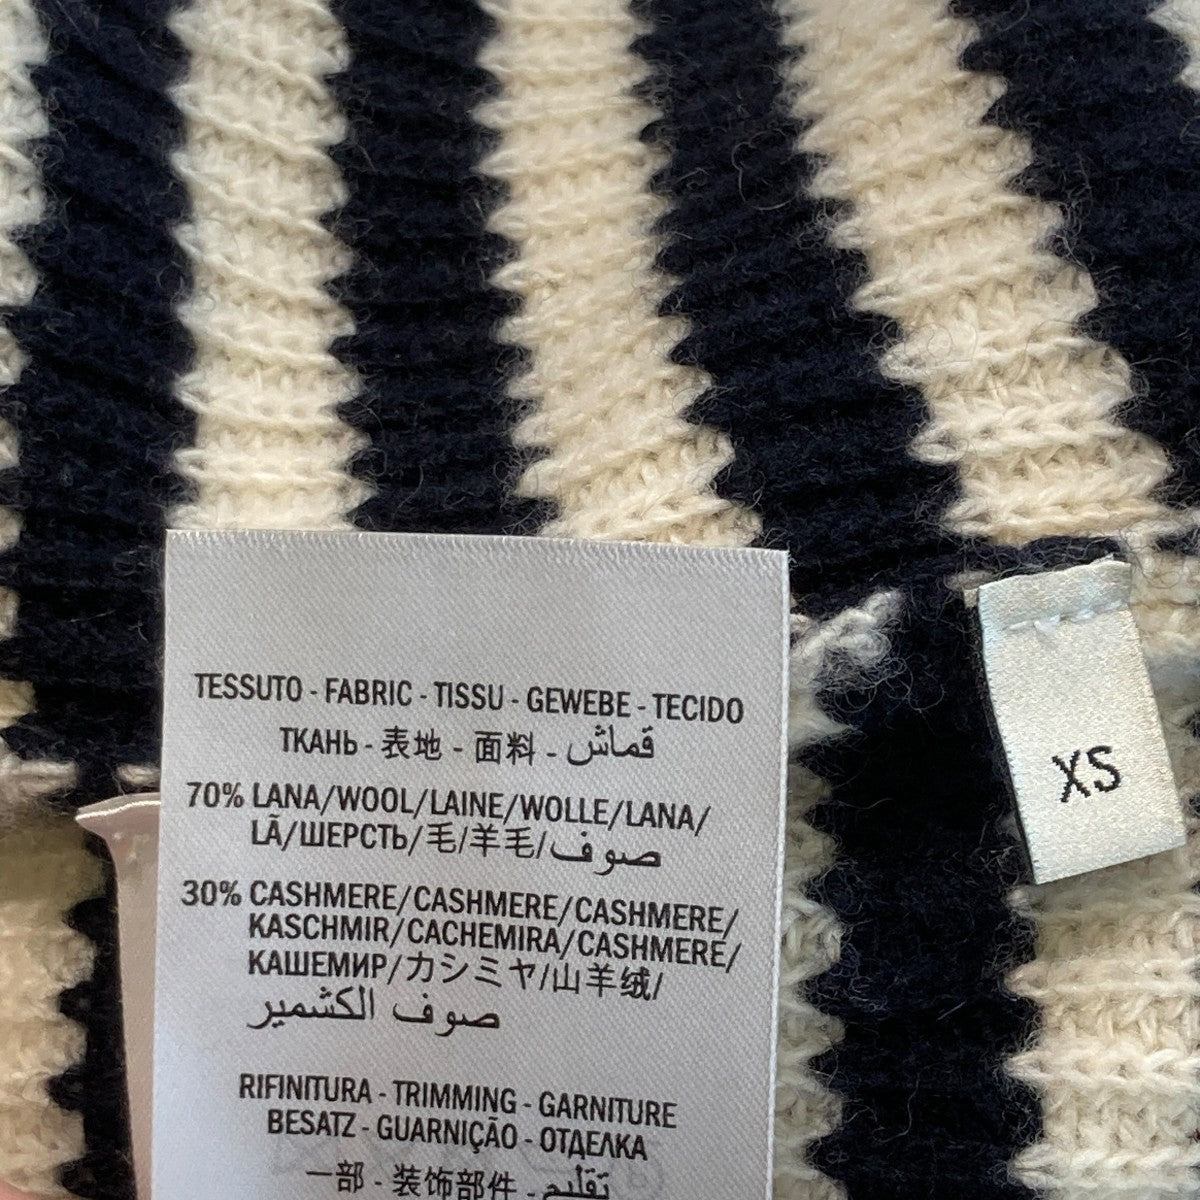 TESSUTO - FABRIC - TISSU - GEWEBE - TECIDO
ТКАНЬ - 表地 - 面料 - قماش
70% LANA/WOOL/LAINE/WOLLE/LANA/
LÃ/ШЕРСТЬ/毛/羊毛/صوف
30% CASHMERE/CASHMERE/CASHMERE/
KASCHMIR/CACHEMIRA/CASHMERE/
КАШЕМИР/カシミヤ/山羊绒/
صوف الكشمير
RIFINITURA - TRIMMING - GARNITURE
BESATZ - GUARNIÇÃO - ОТДЕЛКА
一部 - 装饰部件 - تقليم
XS